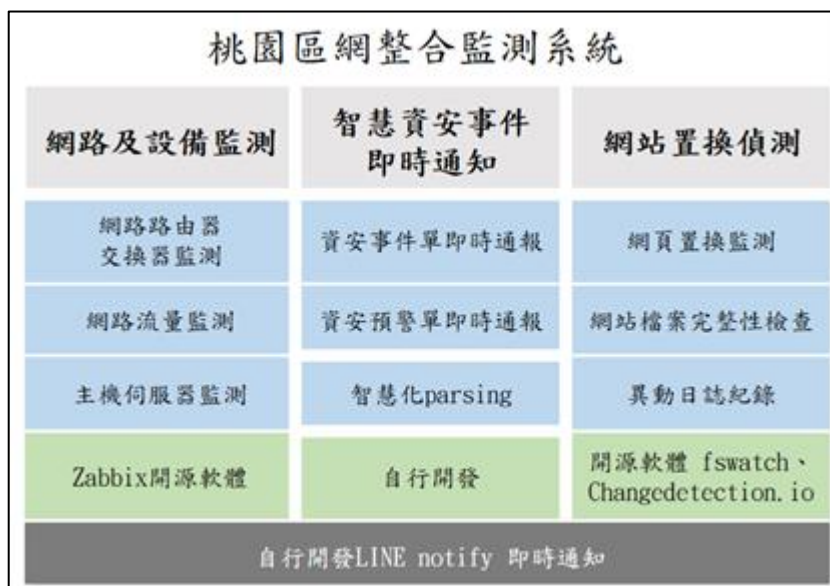 桃園區網整合監測系統
網路及設備監測
智慧資安事件
即時通知
網站置換偵測
網路路由器
交換器監測
資安事件單即時通報
網頁置換監測
網路流量監測
資安預警單即時通報
網站檔案完整性檢查
主機伺服器監測
智慧化parsing
異動日誌紀錄
Zabbix開源軟體
自行開發
開源軟體 fswatch、
Changedetection.io
自行開發LINE notify 即時通知